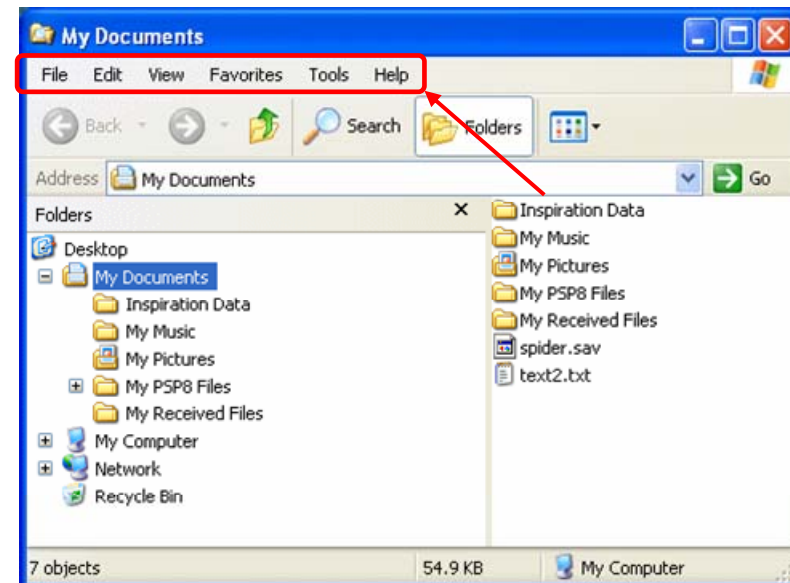 My Documents
File Edit View Favorites Tools Help
Back Search Folders
Address My Documents Go
Folders
Desktop
My Documents
Inspiration Data
My Music
My Pictures
My PSP8 Files
My Received Files
My Computer
Network
Recycle Bin
Inspiration Data
My Music
My Pictures
My PSP8 Files
My Received Files
spider.sav
text2.txt
7 objects 54.9 KB My Computer